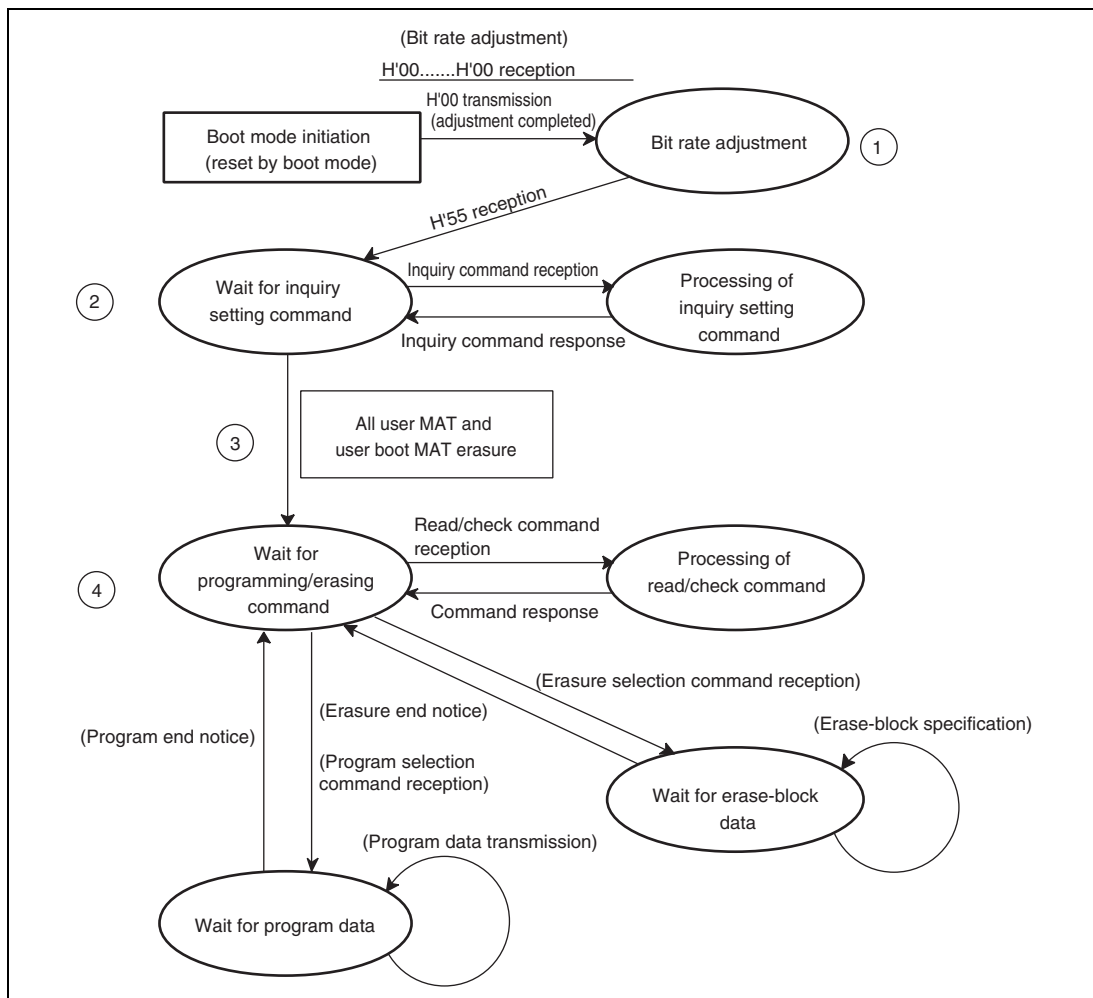 (Bit rate adjustment)
H'00.......H'00 reception
H'00 transmission
(adjustment completed)
Boot mode initiation
(reset by boot mode)
Bit rate adjustment
1
H'55 reception
2
Wait for inquiry
setting command
Inquiry command reception
Inquiry command response
Processing of
inquiry setting
command
3
All user MAT and
user boot MAT erasure
4
Wait for
programming/erasing
command
Read/check command
reception
Command response
Processing of
read/check command
(Erasure selection command reception)
(Program end notice)
(Erasure end notice)
(Program selection
command reception)
(Erase-block specification)
Wait for erase-block
data
(Program data transmission)
Wait for program data